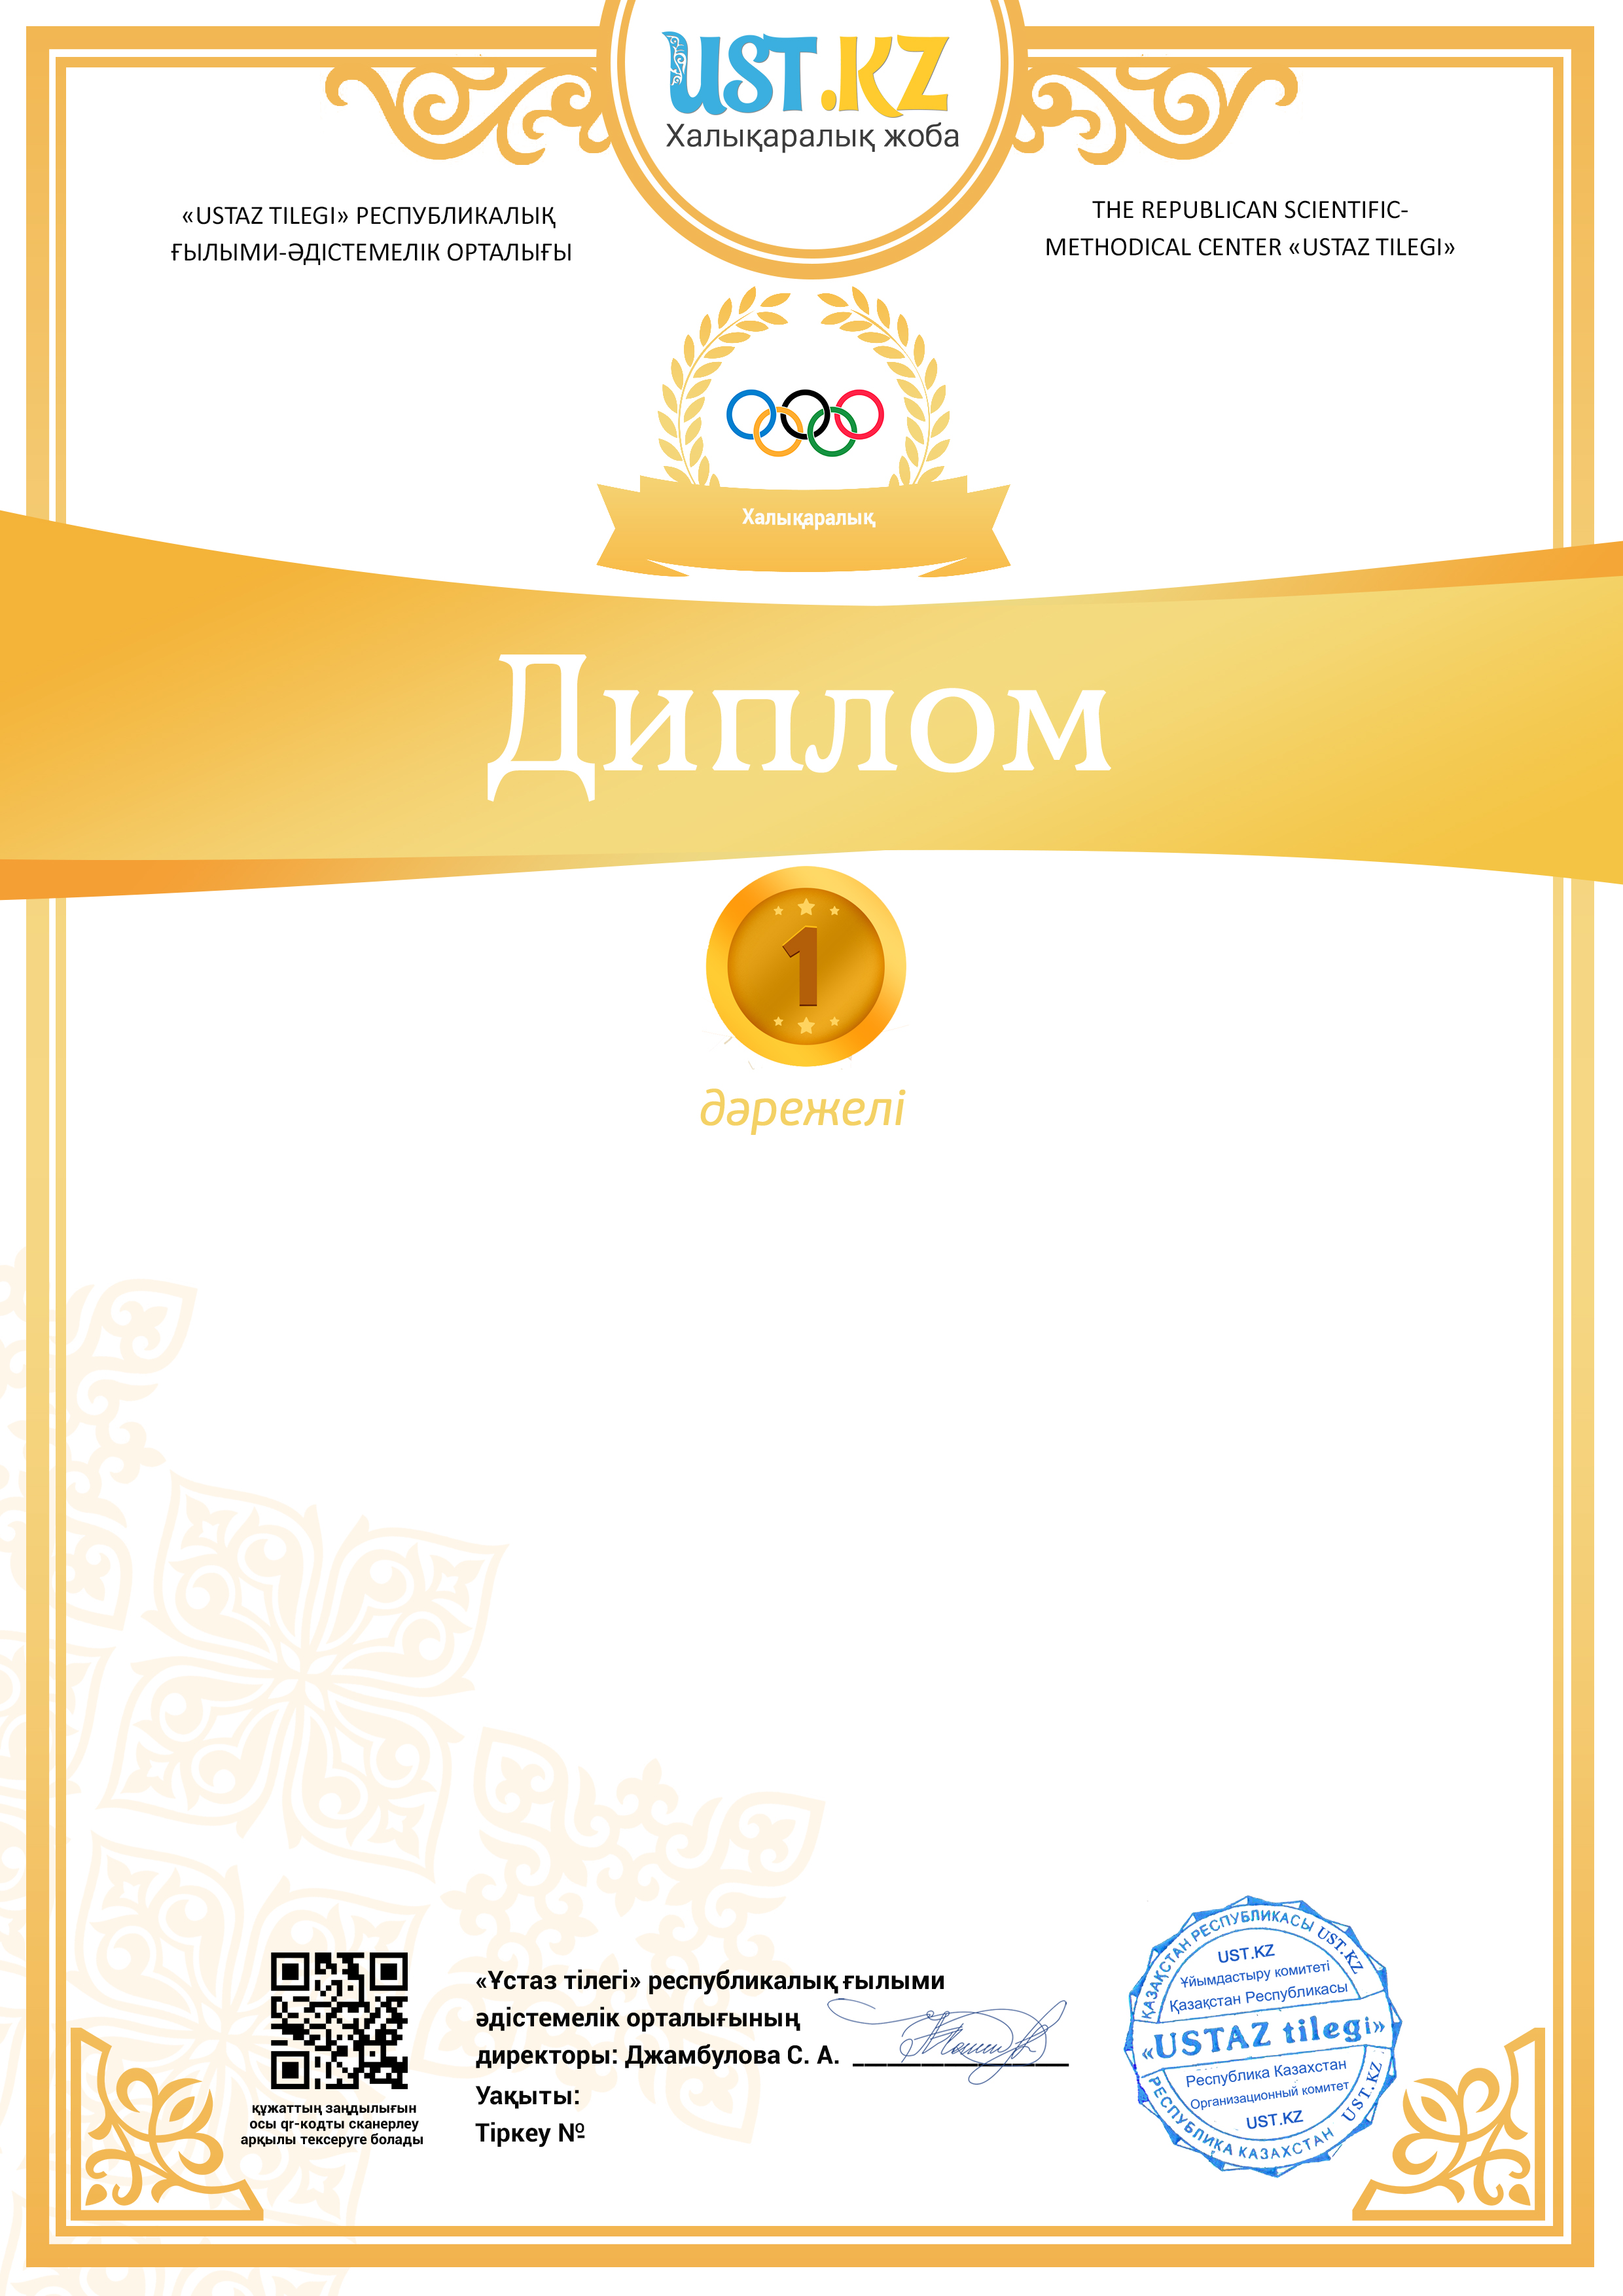 UST.KZ
Халықаралық жоба
«USTAZ TILEGI» РЕСПУБЛИКАЛЫҚ
ҒЫЛЫМИ-ӘДІСТЕМЕЛІК ОРТАЛЫҒЫ
THE REPUBLICAN SCIENTIFIC-
METHODICAL CENTER «USTAZ TILEGI»
Халықаралық
Диплом
1
дәрежелі
«Ұстаз тілегі» республикалық ғылыми
әдістемелік орталығының
директоры: Джамбулова С. А. ________________
Уақыты:
Тіркеу №
құжаттың заңдылығын
осы qr-кодты сканерлеу
арқылы тексеруге болады
ҚАЗАҚСТАН РЕСПУБЛИКАСЫ UST.KZ
UST.KZ
Ұйымдастыру комитеті
Қазақстан Республикасы
«USTAZ tilegi»
Республика Казахстан
Организационный комитет
UST.KZ
РЕСПУБЛИКА КАЗАХСТАН UST.KZ